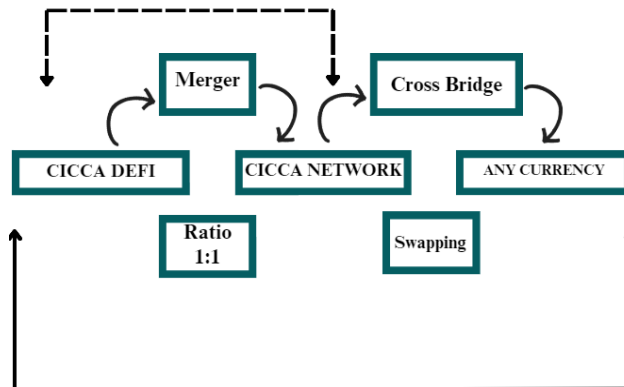 Merger
Cross Bridge
CICCA DEFI
CICCA NETWORK
ANY CURRENCY
Ratio
1:1
Swapping